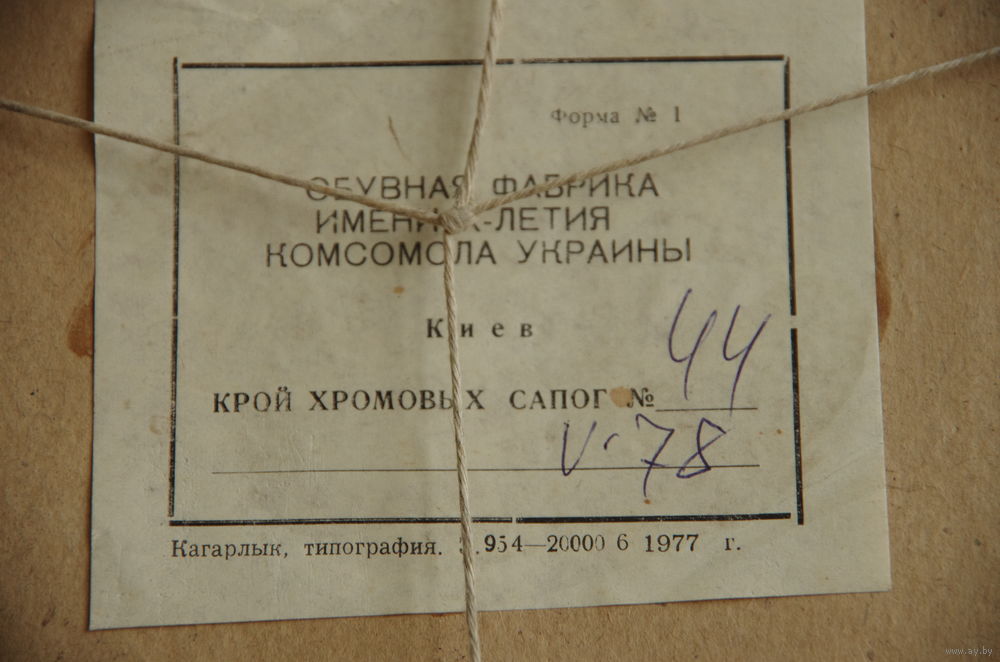 Форма № 1
ОБУВНАЯ ФАБРИКА
ИМЕНИ X-ЛЕТИЯ
КОМСОМОЛА УКРАИНЫ
Киев
44
КРОЙ ХРОМОВЫХ САПОГ №
V-78
Кагарлык, типография. 954—20000 6 1977 г.
www.ay.by